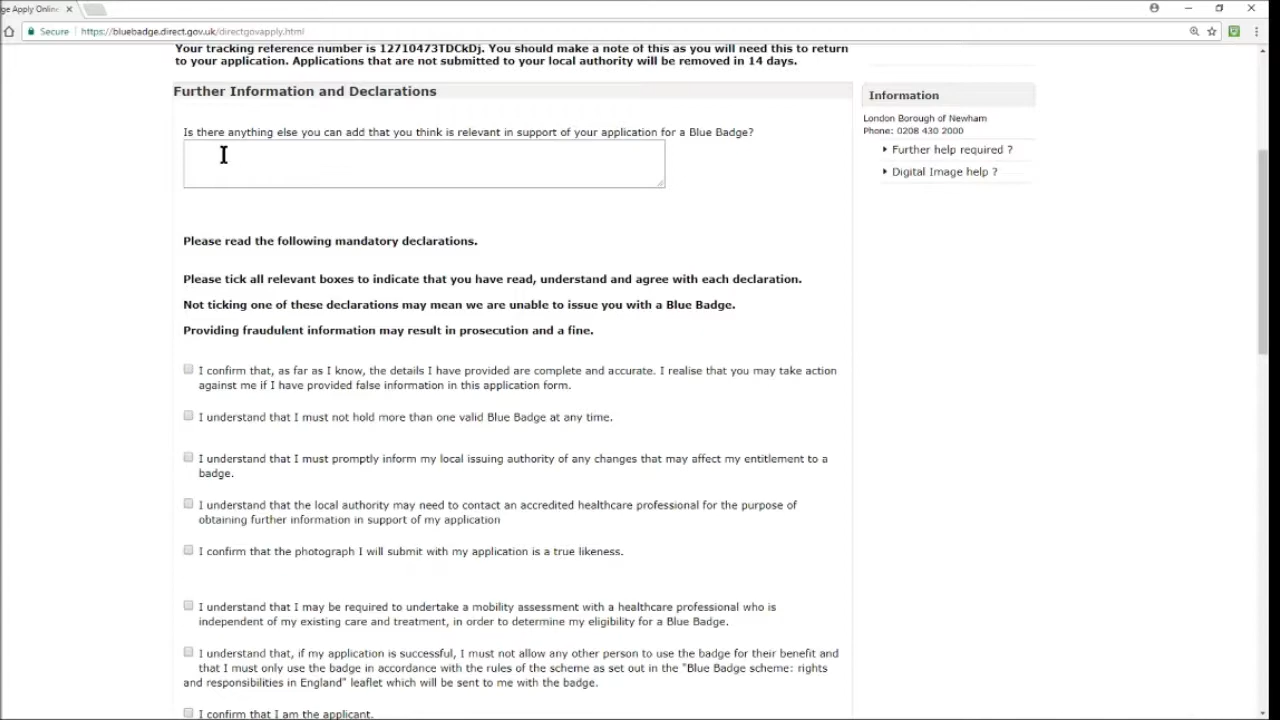 ge Apply Online
Secure
https://bluebadge.direct.gov.uk/directgovapply.html
Your tracking reference number is 12710473TDCkDj. You should make a note of this as you will need this to return
to your application. Applications that are not submitted to your local authority will be removed in 14 days.
Further Information and Declarations
Is there anything else you can add that you think is relevant in support of your application for a Blue Badge?
Please read the following mandatory declarations.
Please tick all relevant boxes to indicate that you have read, understand and agree with each declaration.
Not ticking one of these declarations may mean we are unable to issue you with a Blue Badge.
Providing fraudulent information may result in prosecution and a fine.
I confirm that, as far as I know, the details I have provided are complete and accurate. I realise that you may take action
against me if I have provided false information in this application form.
I understand that I must not hold more than one valid Blue Badge at any time.
I understand that I must promptly inform my local issuing authority of any changes that may affect my entitlement to a
badge.
I understand that the local authority may need to contact an accredited healthcare professional for the purpose of
obtaining further information in support of my application
I confirm that the photograph I will submit with my application is a true likeness.
I understand that I may be required to undertake a mobility assessment with a healthcare professional who is
independent of my existing care and treatment, in order to determine my eligibility for a Blue Badge.
I understand that, if my application is successful, I must not allow any other person to use the badge for their benefit and
that I must only use the badge in accordance with the rules of the scheme as set out in the "Blue Badge scheme: rights
and responsibilities in England" leaflet which will be sent to me with the badge.
I confirm that I am the applicant.
Information
London Borough of Newham
Phone: 0208 430 2000
Further help required ?
Digital Image help ?